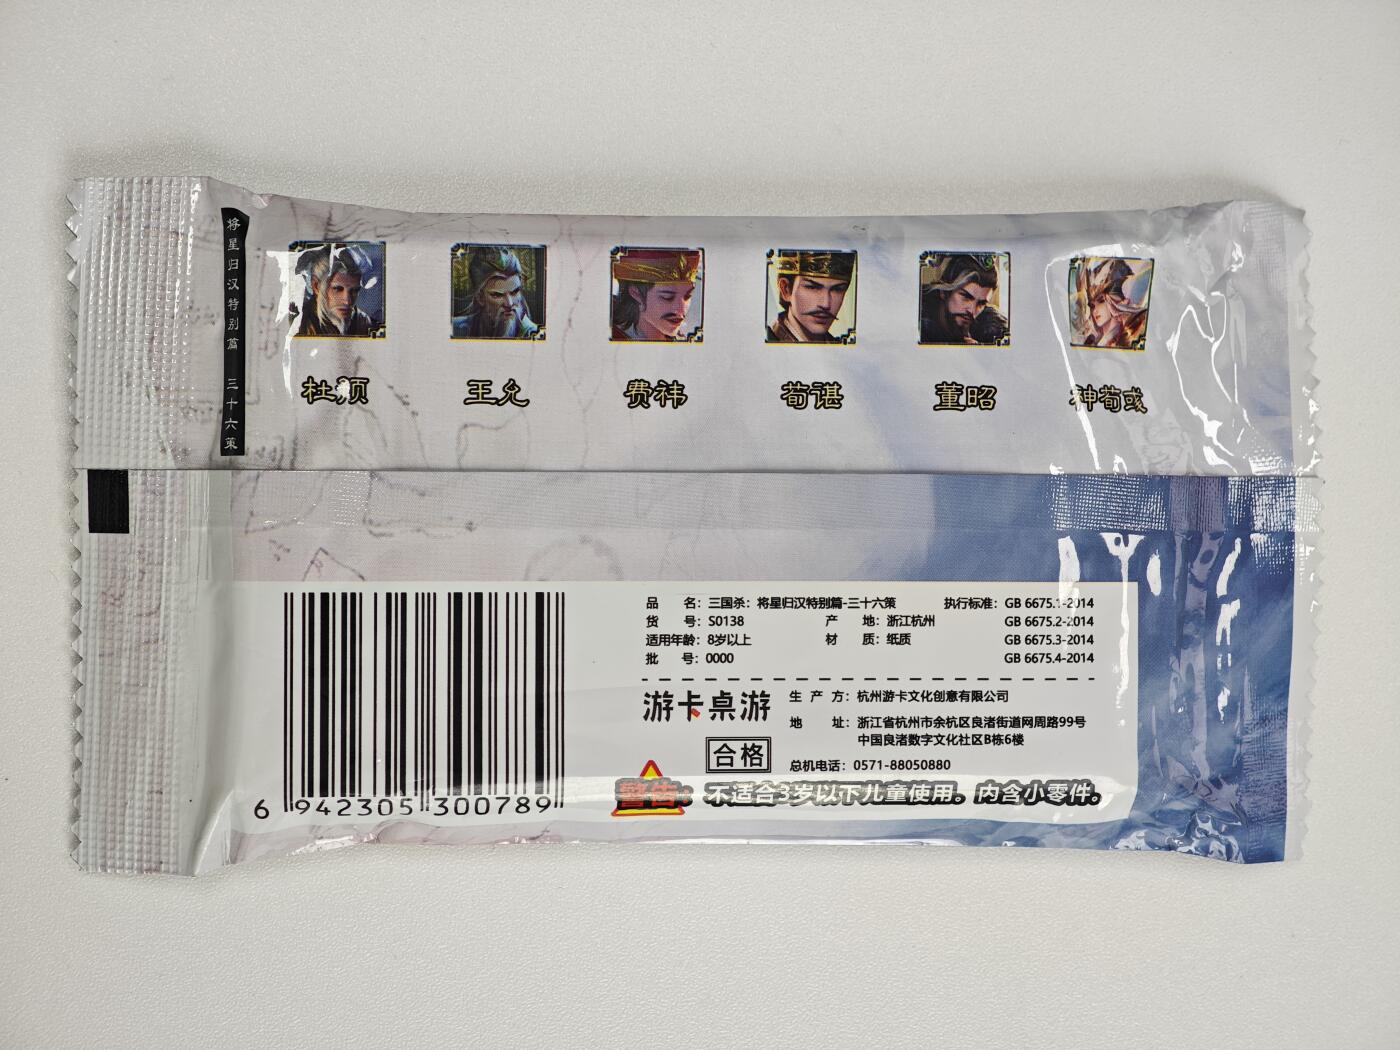 将星归汉特别篇 三十六策
杜预
王允
费祎
荀谌
董昭
神荀彧
品 名：三国杀：将星归汉特别篇-三十六策 执行标准：GB 6675.1-2014
货 号：S0138 产 地：浙江杭州 GB 6675.2-2014
适用年龄：8岁以上 材 质：纸质 GB 6675.3-2014
批 号：0000 GB 6675.4-2014
游卡桌游
合格
生 产 方：杭州游卡文化创意有限公司
地 址：浙江省杭州市余杭区良渚街道网周路99号
中国良渚数字文化社区B栋6楼
总机电话：0571-88050880
警告：不适合3岁以下儿童使用。内含小零件。
6 942305 300789